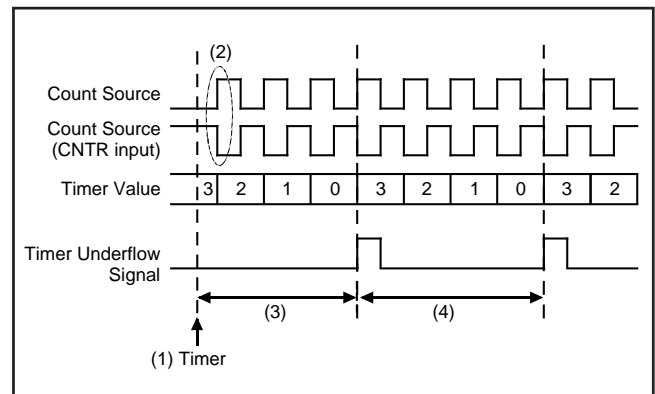 (2)
Count Source
Count Source
(CNTR input)
Timer Value 3 2 1 0 3 2 1 0 3 2
Timer Underflow
Signal
(3) (4)
(1) Timer